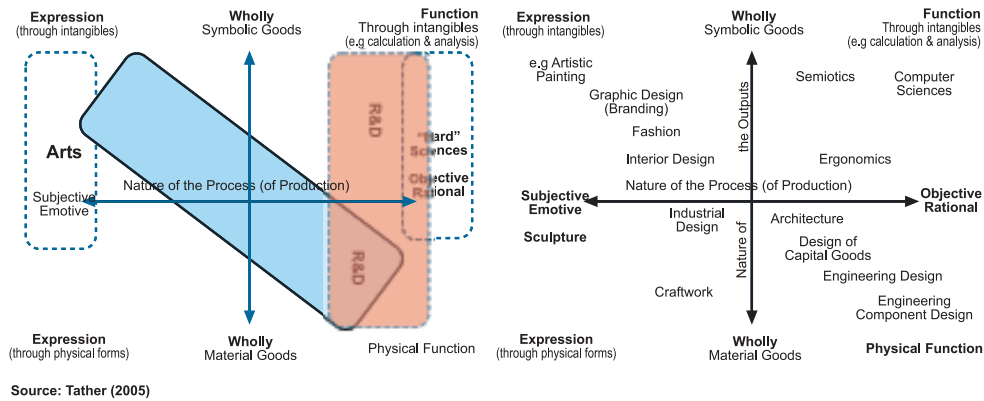 Expression
(through intangibles)
Wholly
Symbolic Goods
Function
Through intangibles
(e.g calculation & analysis)
Arts
Subjective
Emotive
Nature of the Process (of Production)
R&D
"Hard"
Sciences
Objective
Rational
R&D
Expression
(through physical forms)
Wholly
Material Goods
Physical Function
Source: Tather (2005)
Expression
(through intangibles)
Wholly
Symbolic Goods
Function
Through intangibles
(e.g calculation & analysis)
e.g Artistic
Painting
Graphic Design
(Branding)
Fashion
Interior Design
the Outputs
Semiotics
Computer
Sciences
Ergonomics
Nature of the Process (of Production)
Subjective
Emotive
Objective
Rational
Sculpture
Industrial
Design
Nature of
Architecture
Design of
Capital Goods
Engineering Design
Craftwork
Engineering
Component Design
Expression
(through physical forms)
Wholly
Material Goods
Physical Function